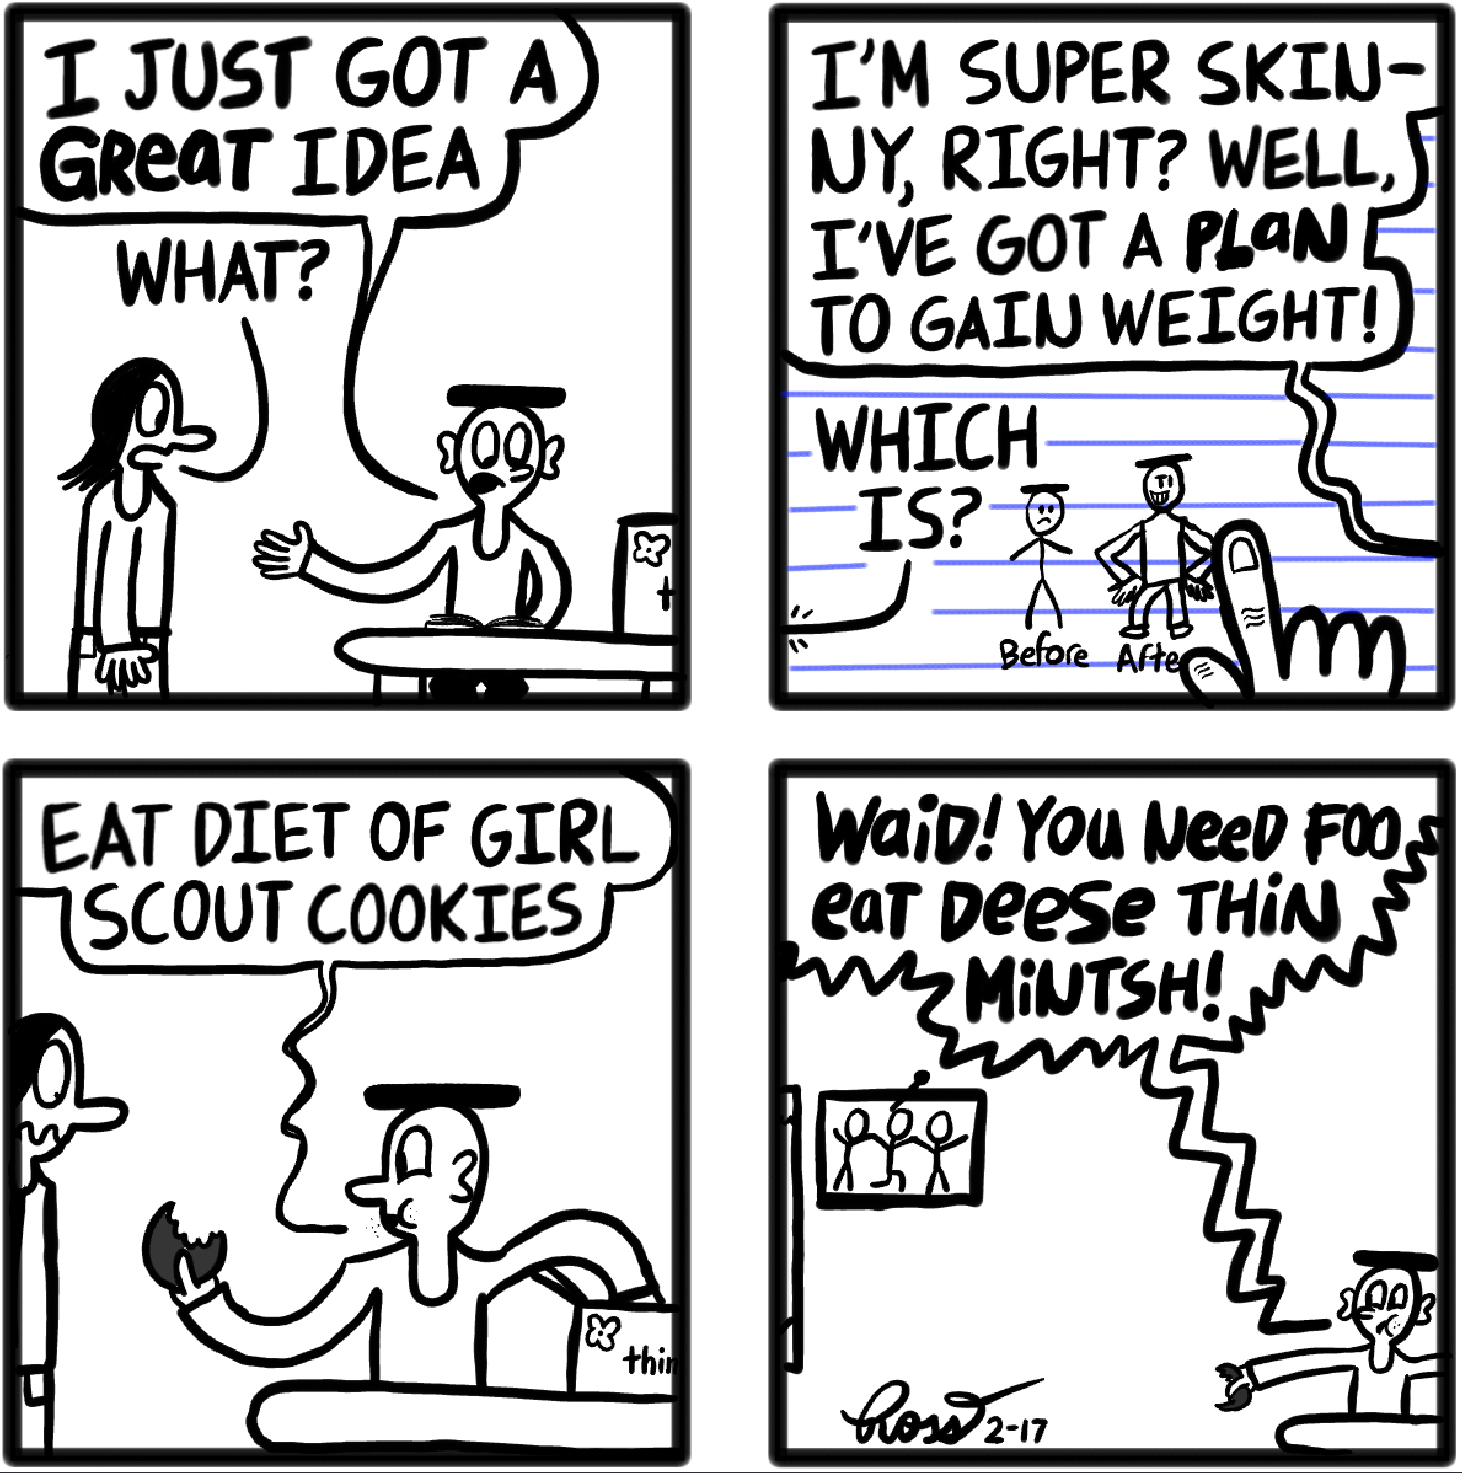 I JUST GOT A
GReaT IDEA
WHAT?
t
I'M SUPER SKIN-
NY, RIGHT? WELL,
I'VE GOT A PLaN
TO GAIN WEIGHT!
WHICH
IS?
Before Afte
EAT DIET OF GIRL
SCOUT COOKIES
thin
WaiD! YOU NeeD FOO
eaT DeeSe THiN
MiNTSH!
Ross 2-17